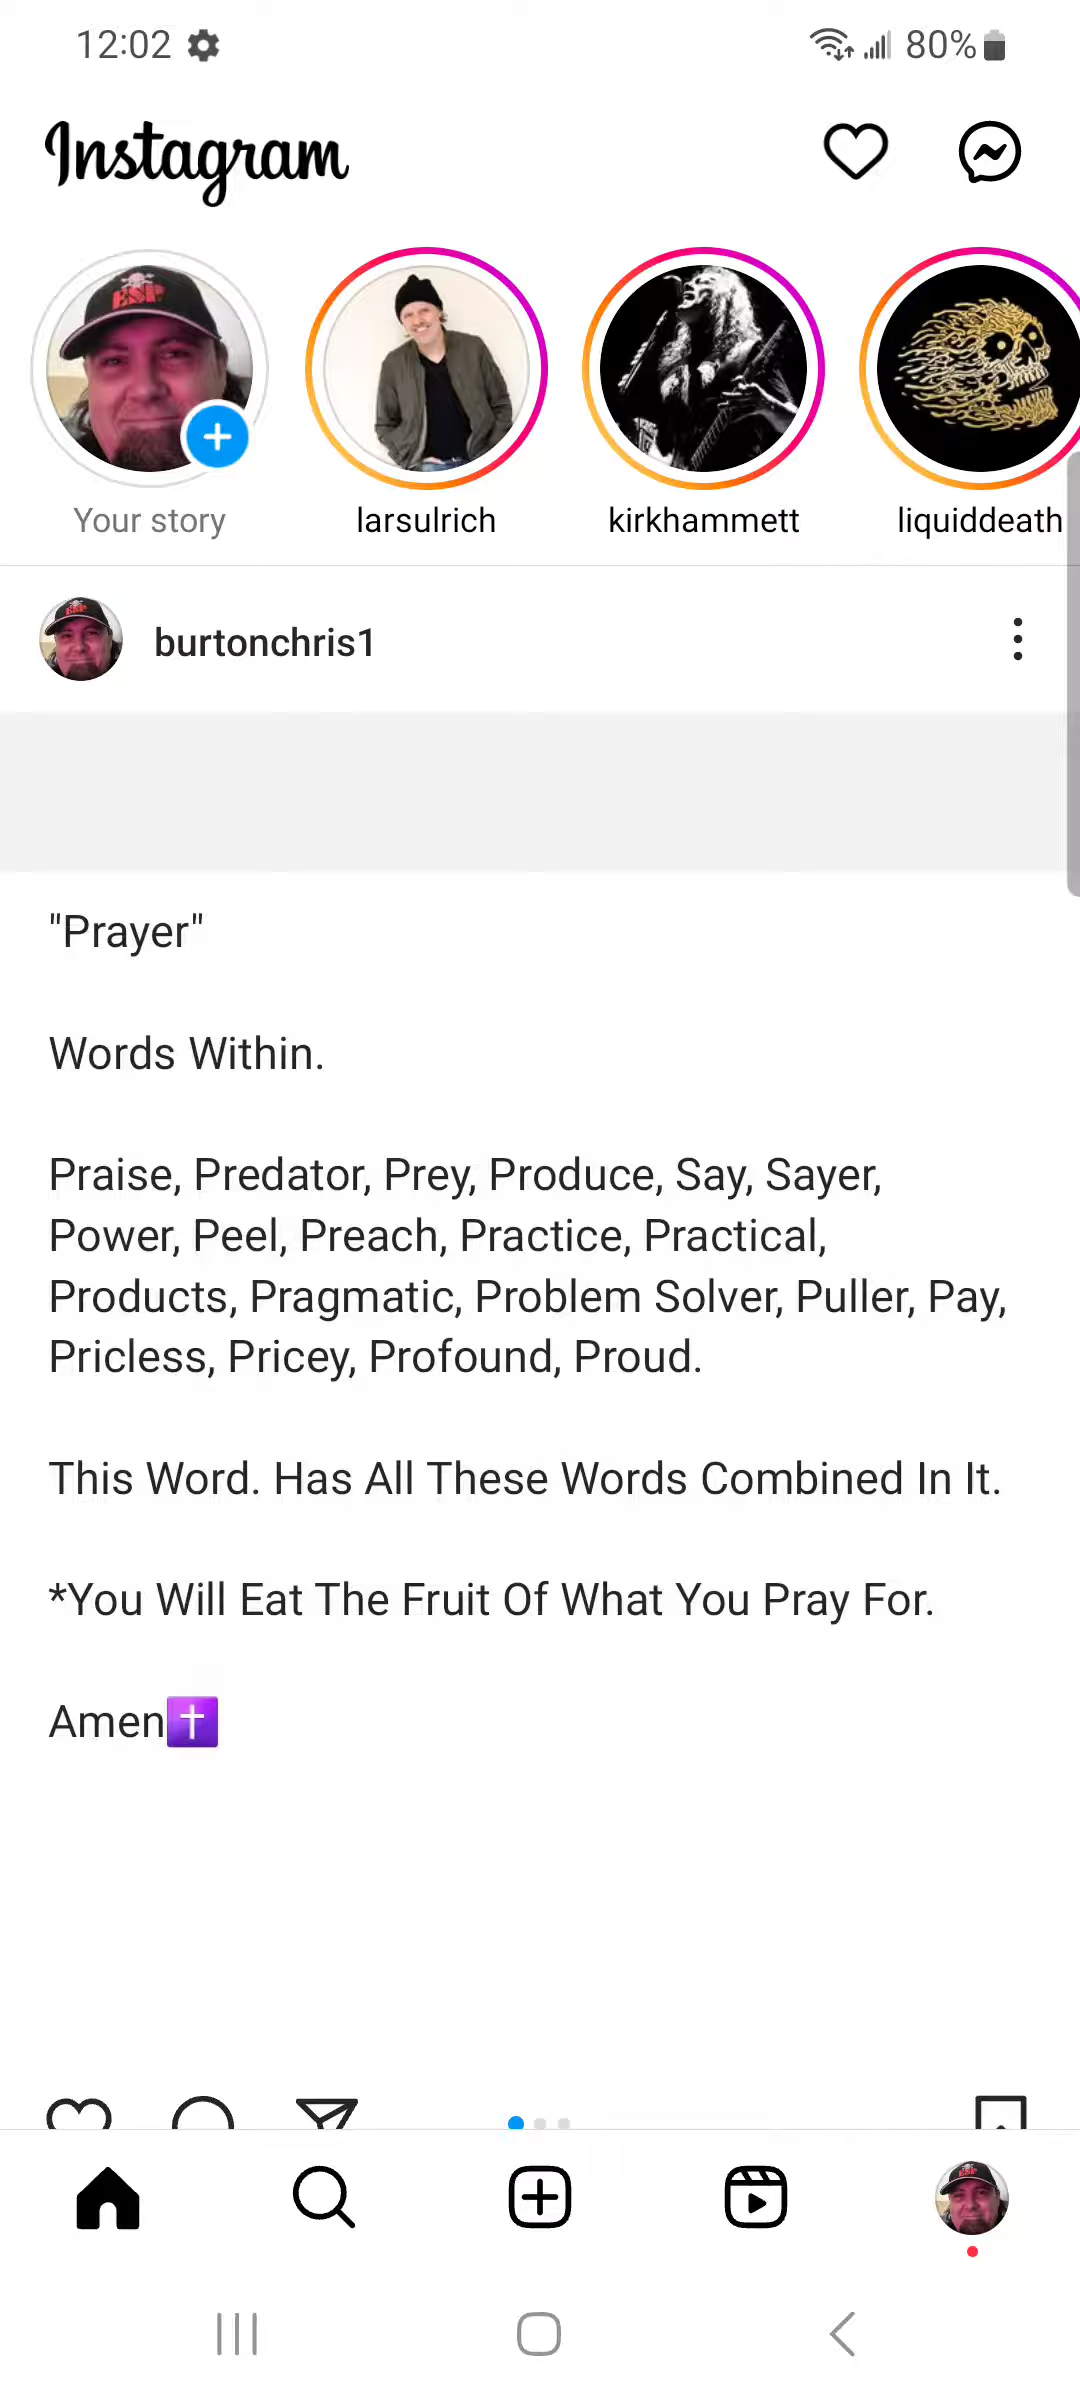 12:02
80%
Instagram
ESP
Your story
larsulrich
kirkhammett
liquiddeath
burtonchris1
"Prayer"
Words Within.
Praise, Predator, Prey, Produce, Say, Sayer,
Power, Peel, Preach, Practice, Practical,
Products, Pragmatic, Problem Solver, Puller, Pay,
Pricless, Pricey, Profound, Proud.
This Word. Has All These Words Combined In It.
*You Will Eat The Fruit Of What You Pray For.
Amen✝️